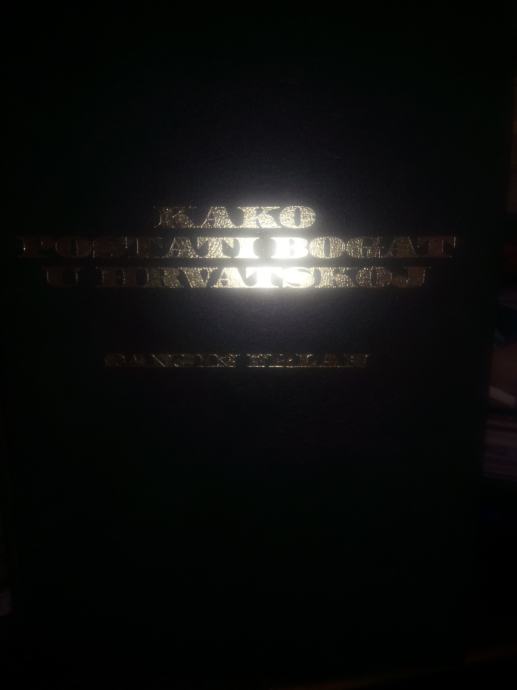 KAKO
POSTATI BOGAT
U HRVATSKOJ